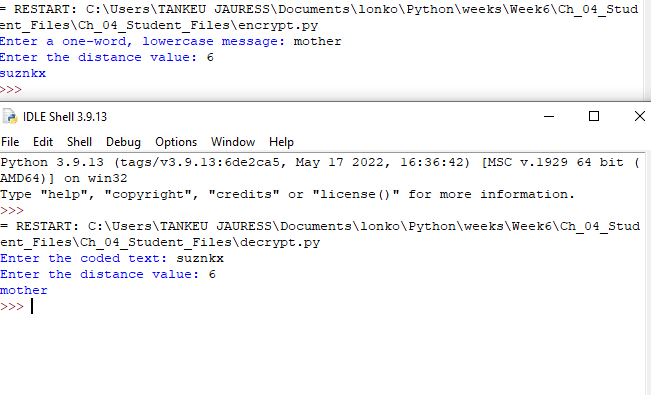 = RESTART: C:\Users\TANKEU JAURESS\Documents\lonko\Python\weeks\Week6\Ch_04_Stud
ent_Files\encrypt.py
Enter a one-word, lowercase message: mother
Enter the distance value: 6
suznkx
>>>
IDLE Shell 3.9.13
File Edit Shell Debug Options Window Help
Python 3.9.13 (tags/v3.9.13:6de2ca5, May 17 2022, 16:36:42) [MSC v.1929 64 bit (
AMD64)] on win32
Type "help", "copyright", "credits" or "license()" for more information.
>>>
= RESTART: C:\Users\TANKEU JAURESS\Documents\lonko\Python\weeks\Week6\Ch_04_Stud
ent_Files\Ch_04_Student_Files\decrypt.py
Enter the coded text: suznkx
Enter the distance value: 6
mother
>>>